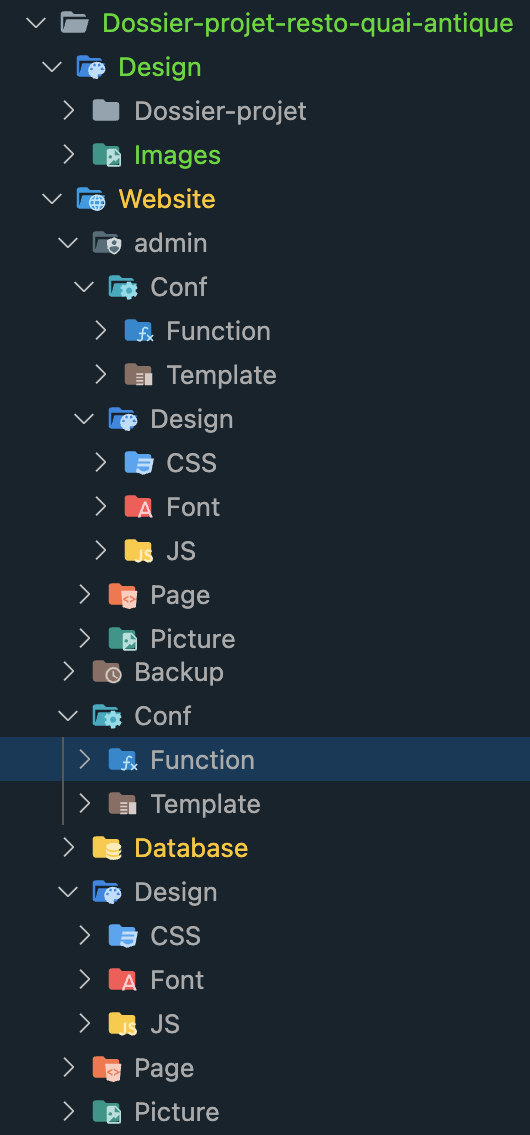 Dossier-projet-resto-quai-antique
Design
Dossier-projet
Images
Website
admin
Conf
Function
Template
Design
CSS
Font
JS
Page
Picture
Backup
Conf
Function
Template
Database
Design
CSS
Font
JS
Page
Picture